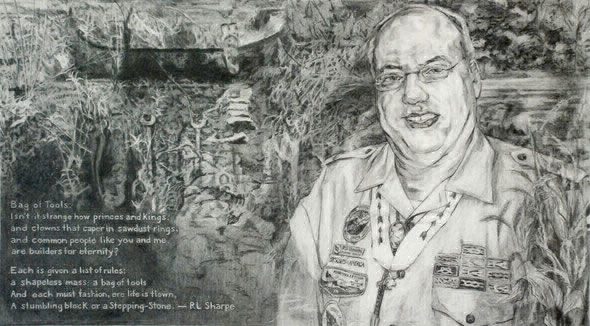 Bag of Tools:
Isn't it strange how princes and Kings,
and clowns that caper in sawdust rings,
and common people like you and me
are builders for eternity?
Each is given a list of rules;
a shapeless mass; a bag of tools
And each must fashion, ere life is flown,
A stumbling block or a Stepping-Stone. — P.L Sharpe